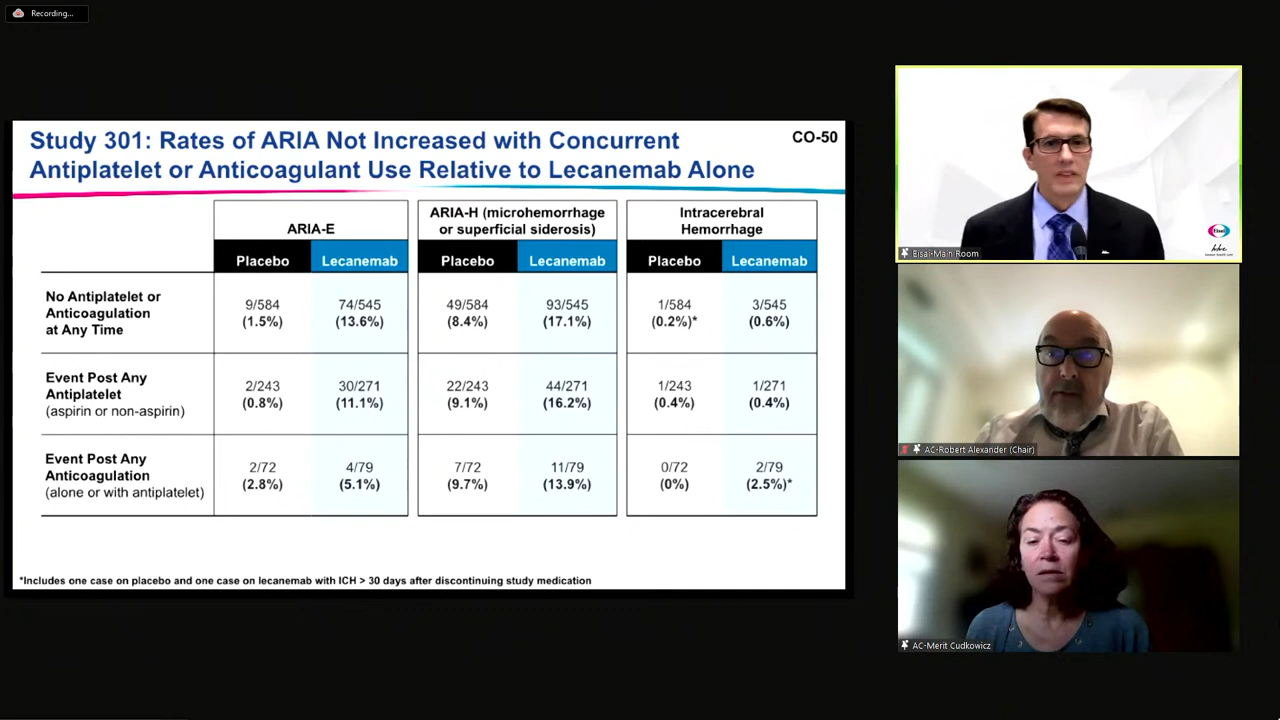 Recording...
Study 301: Rates of ARIA Not Increased with Concurrent
Antiplatelet or Anticoagulant Use Relative to Lecanemab Alone
CO-50
ARIA-E
ARIA-H (microhemorrhage
or superficial siderosis)
Intracerebral
Hemorrhage
Placebo Lecanemab Placebo Lecanemab Placebo Lecanemab
No Antiplatelet or
Anticoagulation
at Any Time
9/584 74/545 49/584 93/545 1/584 3/545
(1.5%) (13.6%) (8.4%) (17.1%) (0.2%)* (0.6%)
Event Post Any
Antiplatelet
(aspirin or non-aspirin)
2/243 30/271 22/243 44/271 1/243 1/271
(0.8%) (11.1%) (9.1%) (16.2%) (0.4%) (0.4%)
Event Post Any
Anticoagulation
(alone or with antiplatelet)
2/72 4/79 7/72 11/79 0/72 2/79
(2.8%) (5.1%) (9.7%) (13.9%) (0%) (2.5%)*
*Includes one case on placebo and one case on lecanemab with ICH > 30 days after discontinuing study medication
Eisai
hhc
Eisai-Main Room
AC-Robert Alexander (Chair)
AC-Merit Cudkowicz